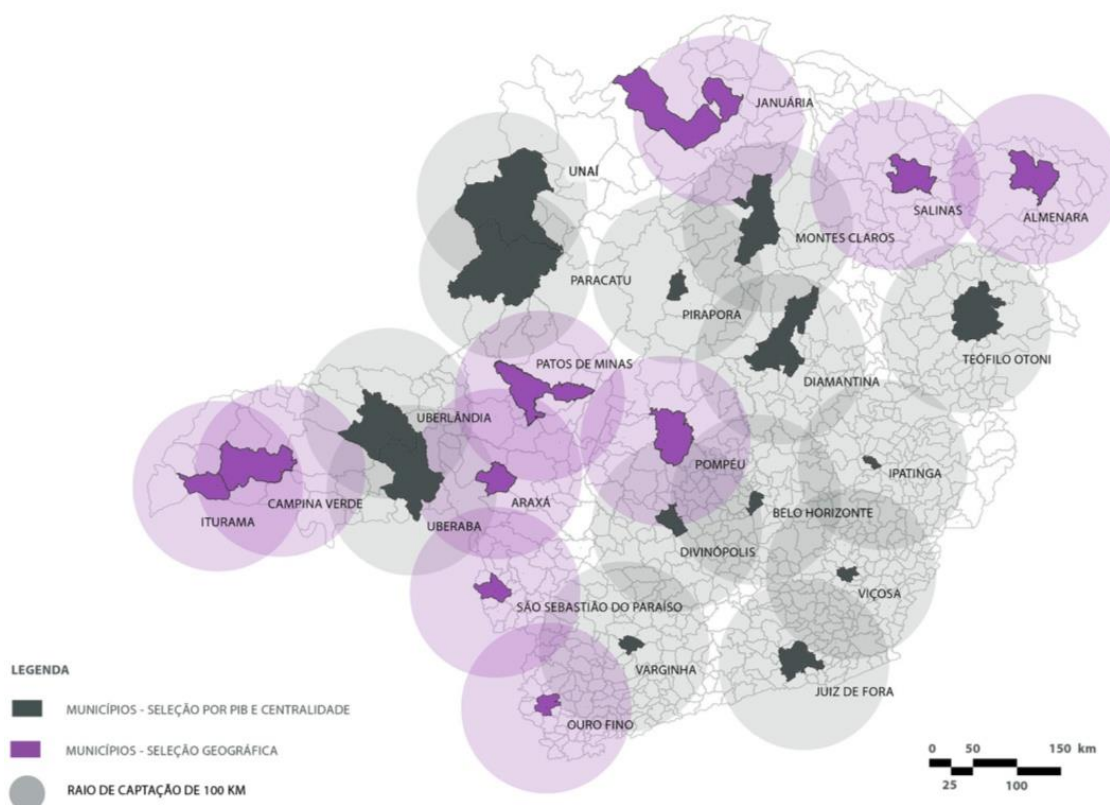 JANUÁRIA
UNAÍ
SALINAS
ALMENARA
MONTES CLAROS
PARACATU
PIRAPORA
TEÓFILO OTONI
PATOS DE MINAS
DIAMANTINA
UBERLÂNDIA
POMPÉU
IPATINGA
CAMPINA VERDE
ARAXÁ
BELO HORIZONTE
ITURAMA
UBERABA
DIVINÓPOLIS
VIÇOSA
SÃO SEBASTIÃO DO PARAÍSO
VARGINHA
JUIZ DE FORA
OURO FINO
LEGENDA
MUNICÍPIOS - SELEÇÃO POR PIB E CENTRALIDADE
MUNICÍPIOS - SELEÇÃO GEOGRÁFICA
RAIO DE CAPTAÇÃO DE 100 KM
0 50 150 km
25 100